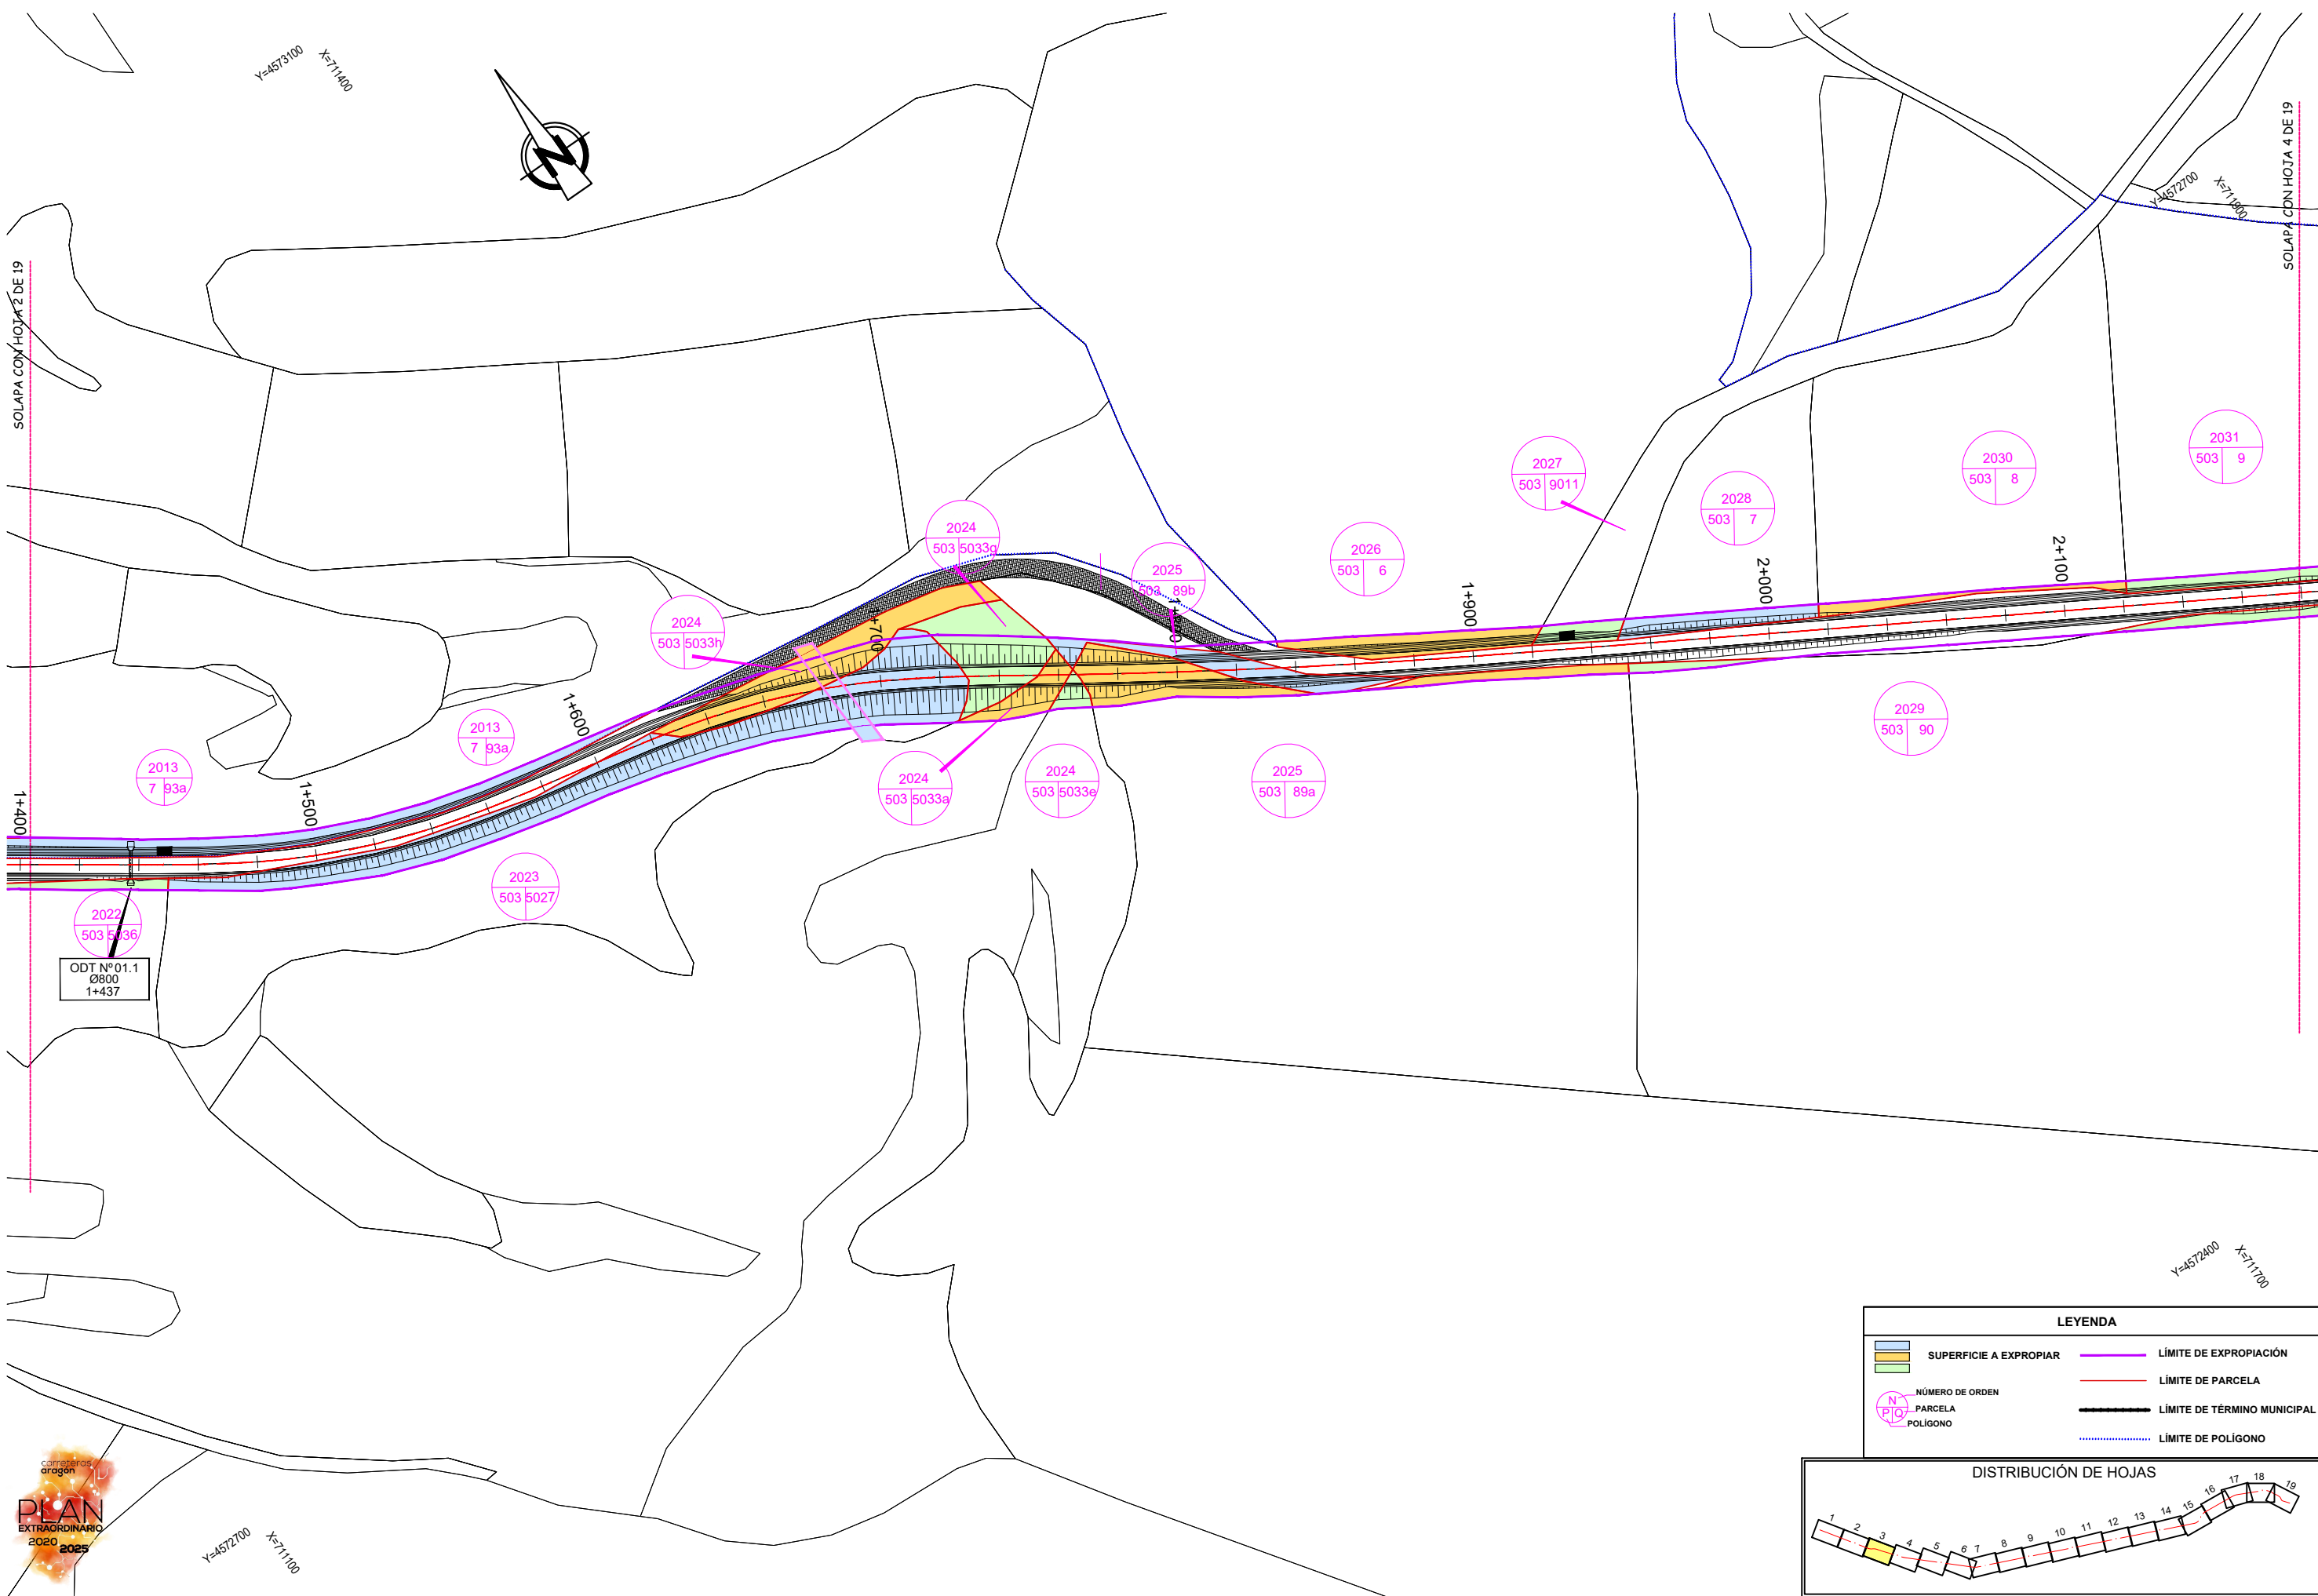 Y=4573100
X=711400
SOLAPA CON HOJA 2 DE 19
SOLAPA CON HOJA 4 DE 19
Y=4572700
X=711800
2031
503 9
2030
503 8
2027
503 9011
2028
503 7
2024
503 5033g
2026
503 6
2025
503 89b
2024
503 5033h
1+400
1+500
1+600
1+700
1+800
1+900
2+000
2+100
2013
7 93a
2013
7 93a
2029
503 90
2024
503 5033a
2024
503 5033e
2025
503 89a
2023
503 5027
2022
503 5036
ODT Nº 01.1
Ø800
1+437
Y=4572400
X=711700
LEYENDA
SUPERFICIE A EXPROPIAR
LÍMITE DE EXPROPIACIÓN
LÍMITE DE PARCELA
LÍMITE DE TÉRMINO MUNICIPAL
LÍMITE DE POLÍGONO
N
P Q
NÚMERO DE ORDEN
PARCELA
POLÍGONO
DISTRIBUCIÓN DE HOJAS
1 2 3 4 5 6 7 8 9 10 11 12 13 14 15 16 17 18 19
carreteras
aragón
PLAN
EXTRAORDINARIO
2020 2025
Y=4572700
X=711100
N